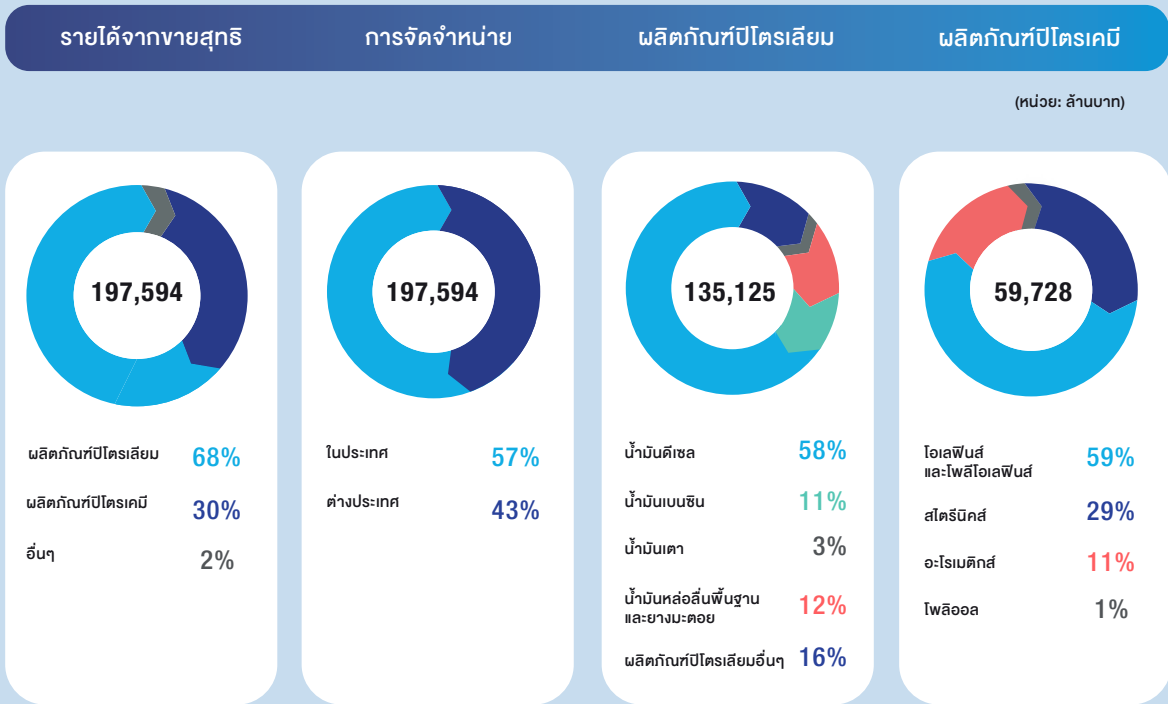 รายได้จากขายสุทธิ
การจัดจำหน่าย
ผลิตภัณฑ์ปิโตรเลียม
ผลิตภัณฑ์ปิโตรเคมี
(หน่วย: ล้านบาท)
197,594
ผลิตภัณฑ์ปิโตรเลียม 68%
ผลิตภัณฑ์ปิโตรเคมี 30%
อื่นๆ 2%
197,594
ในประเทศ 57%
ต่างประเทศ 43%
135,125
น้ำมันดีเซล 58%
น้ำมันเบนซิน 11%
น้ำมันเตา 3%
น้ำมันหล่อลื่นพื้นฐาน
และยางมะตอย 12%
ผลิตภัณฑ์ปิโตรเลียมอื่นๆ 16%
59,728
โอเลฟินส์
และโพลีโอเลฟินส์ 59%
สไตรีนิคส์ 29%
อะโรเมติกส์ 11%
โพลิออล 1%